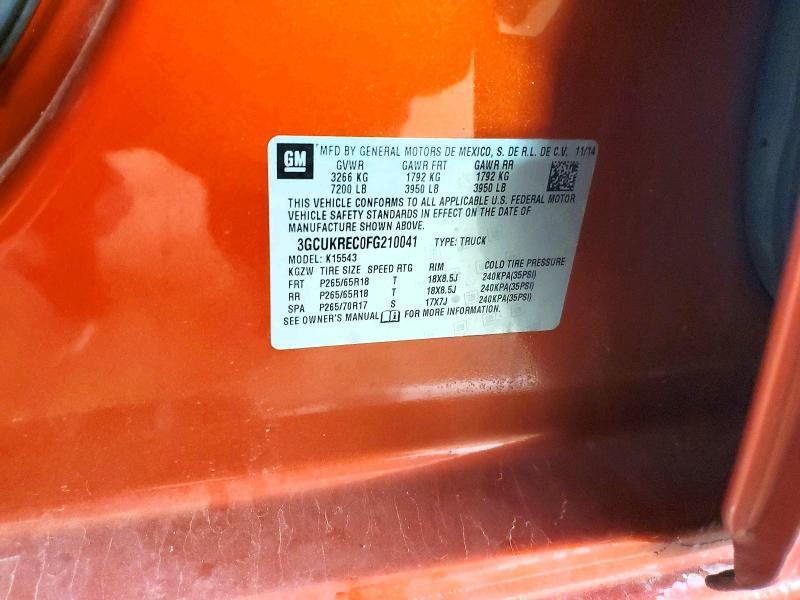 GM
MFD BY GENERAL MOTORS DE MEXICO, S. DE R.L. DE C.V. 11/14
GVWR GAWR FRT GAWR RR
3266 KG 1792 KG 1792 KG
7200 LB 3950 LB 3950 LB
THIS VEHICLE CONFORMS TO ALL APPLICABLE U.S. FEDERAL MOTOR
VEHICLE SAFETY STANDARDS IN EFFECT ON THE DATE OF
MANUFACTURE SHOWN ABOVE.
3GCUKREC0FG210041 TYPE: TRUCK
MODEL: K15543
KGZW TIRE SIZE SPEED RTG RIM COLD TIRE PRESSURE
FRT P265/65R18 T 18X8.5J 240KPA(35PSI)
RR P265/65R18 T 18X8.5J 240KPA(35PSI)
SPA P265/70R17 S 17X7J 240KPA(35PSI)
SEE OWNER'S MANUAL FOR MORE INFORMATION.